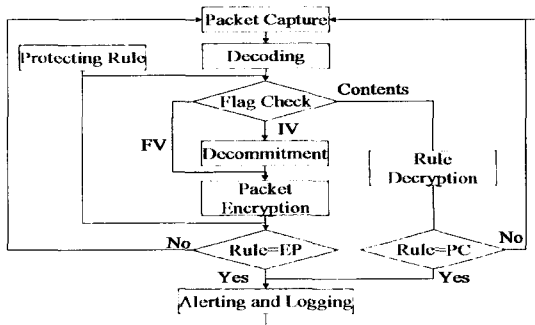 Packet Capture
Protecting Rule
Decoding
Flag Check
Contents
FV
IV
Decommitment
Rule
Decryption
Packet
Encryption
No
Rule=EP
Rule=PC
No
Yes
Yes
Alerting and Logging